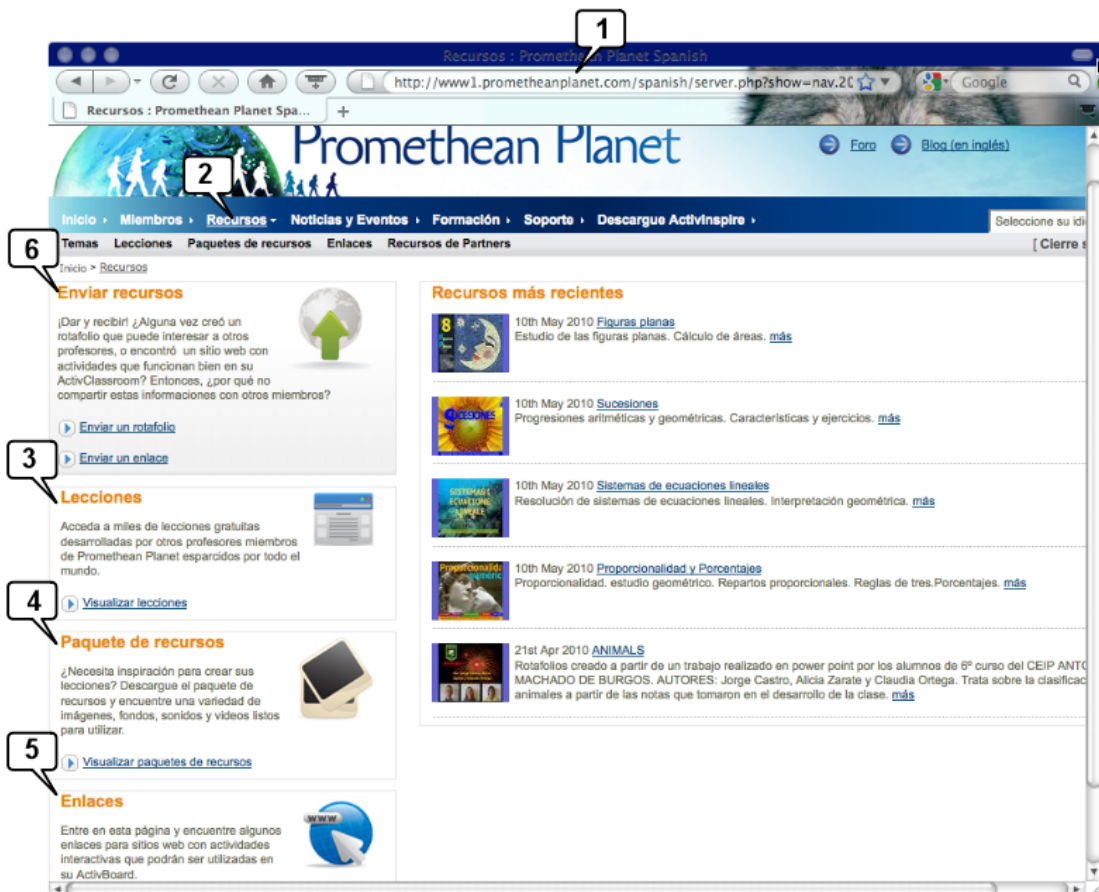 1
Recursos : Promethean Planet Spanish
http://www1.prometheanplanet.com/spanish/server.php?show=nav.20
Google
Recursos : Promethean Planet Spa...
+
Promethean Planet
Foro
Blog (en inglés)
2
Inicio Miembros Recursos Noticias y Eventos Formación Soporte Descargue ActivInspire
Seleccione su idi
6
Temas Lecciones Paquetes de recursos Enlaces Recursos de Partners
[ Cierre s
Inicio > Recursos
Enviar recursos
¡Dar y recibir! ¿Alguna vez creó un
rotafolio que puede interesar a otros
profesores, o encontró un sitio web con
actividades que funcionan bien en su
ActivClassroom? Entonces, ¿por qué no
compartir estas informaciones con otros miembros?
Enviar un rotafolio
Enviar un enlace
3
Lecciones
Acceda a miles de lecciones gratuitas
desarrolladas por otros profesores miembros
de Promethean Planet esparcidos por todo el
mundo.
Visualizar lecciones
4
Paquete de recursos
¿Necesita inspiración para crear sus
lecciones? Descargue el paquete de
recursos y encuentre una variedad de
imágenes, fondos, sonidos y videos listos
para utilizar.
Visualizar paquetes de recursos
5
Enlaces
www
Entre en esta página y encuentre algunos
enlaces para sitios web con actividades
interactivas que podrán ser utilizadas en
su ActivBoard.
Recursos más recientes
8
10th May 2010 Figuras planas
Estudio de las figuras planas. Cálculo de áreas. más
SUCESIONES
10th May 2010 Sucesiones
Progresiones aritméticas y geométricas. Características y ejercicios. más
SISTEMAS E
ECUACIONE
LINEALE
10th May 2010 Sistemas de ecuaciones lineales
Resolución de sistemas de ecuaciones lineales. Interpretación geométrica. más
Proporcionalida
numéric
10th May 2010 Proporcionalidad y Porcentajes
Proporcionalidad. estudio geométrico. Repartos proporcionales. Reglas de tres.Porcentajes. más
21st Apr 2010 ANIMALS
Rotafolios creado a partir de un trabajo realizado en power point por los alumnos de 6º curso del CEIP ANTO
MACHADO DE BURGOS. AUTORES: Jorge Castro, Alicia Zarate y Claudia Ortega. Trata sobre la clasificac
animales a partir de las notas que tomaron en el desarrollo de la clase. más